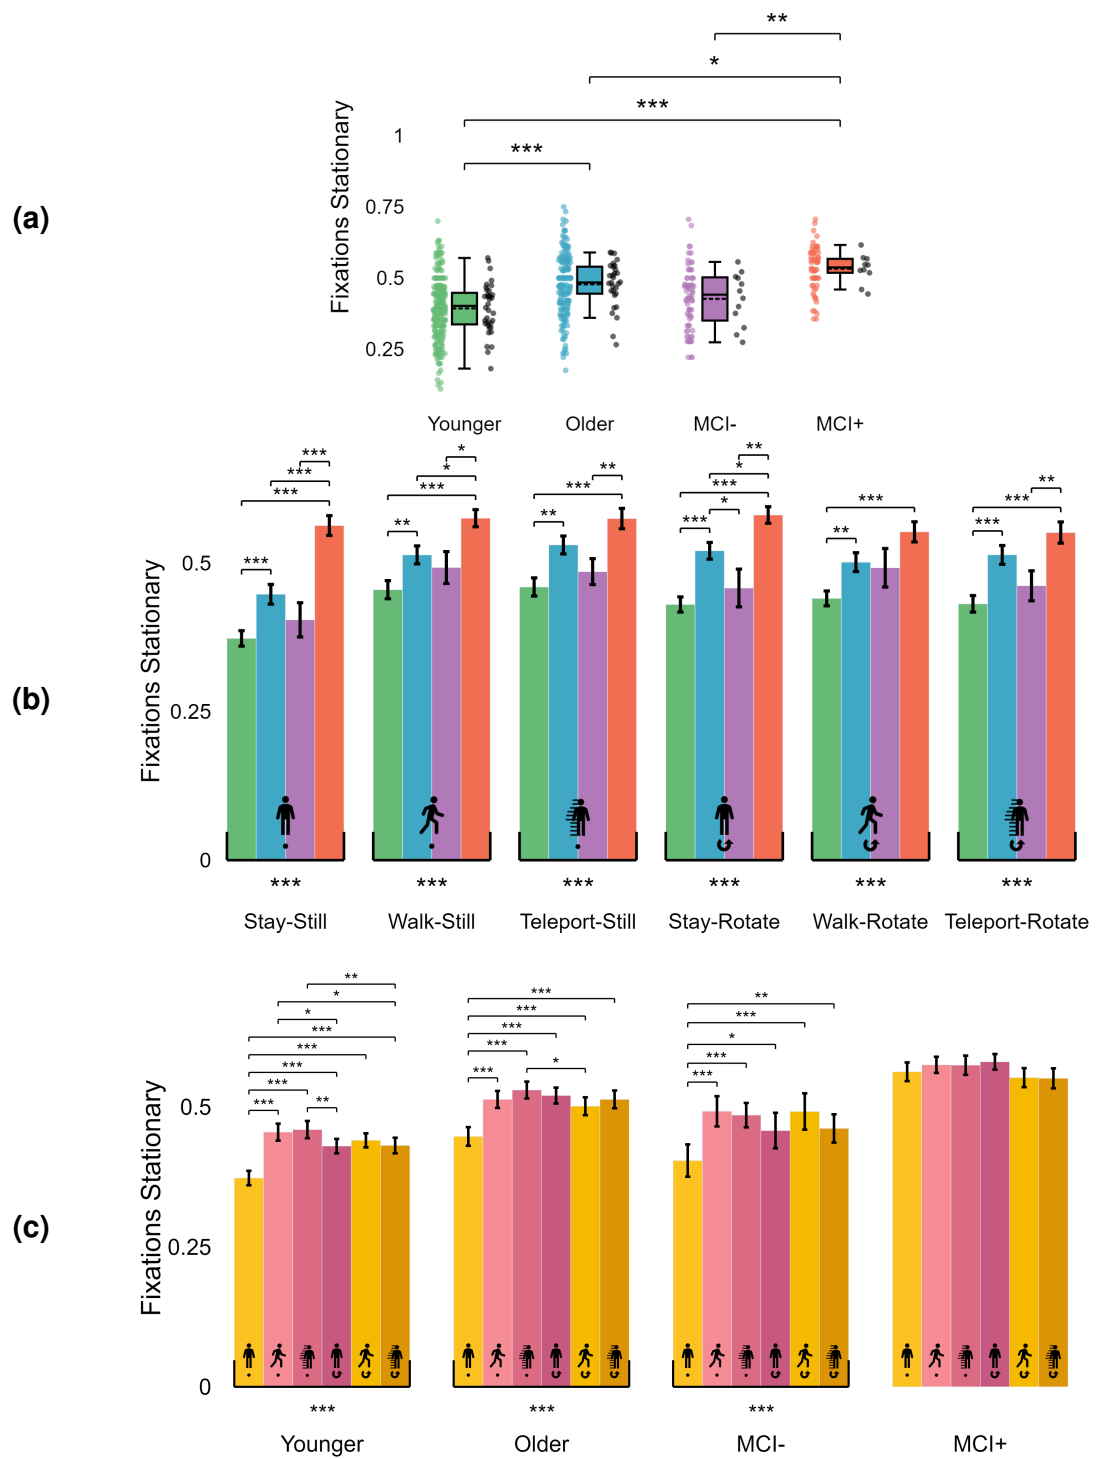 **
*
***
***
(a)
Fixations Stationary
1
0.75
0.5
0.25
Younger Older MCI- MCI+
(b)
Fixations Stationary
0.5
0.25
0
*** *** *** ***
*** * * **
*** *** **
*** ** * * ***
*** ** ***
*** *** **
*** *** *** *** *** ***
Stay-Still Walk-Still Teleport-Still Stay-Rotate Walk-Rotate Teleport-Rotate
(c)
Fixations Stationary
0.5
0.25
0
** * * *** *** *** *** *** **
*** *** *** *** * ***
** *** * *** ***
*** *** ***
Younger Older MCI- MCI+